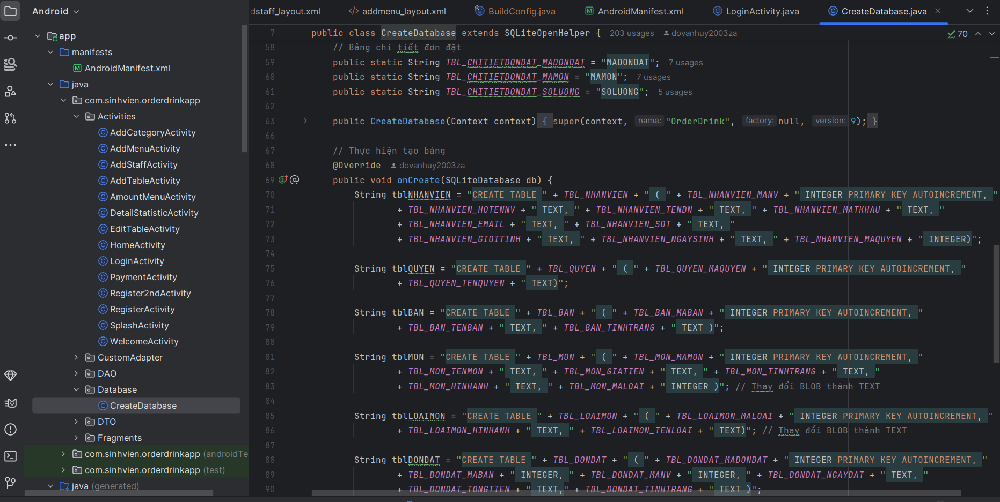 Android
app
manifests
AndroidManifest.xml
java
com.sinhvien.orderdrinkapp
Activities
AddCategoryActivity
AddMenuActivity
AddStaffActivity
AddTableActivity
AmountMenuActivity
DetailStatisticActivity
EditTableActivity
HomeActivity
LoginActivity
PaymentActivity
Register2ndActivity
RegisterActivity
SplashActivity
WelcomeActivity
CustomAdapter
DAO
Database
CreateDatabase
DTO
Fragments
com.sinhvien.orderdrinkapp (androidTe
com.sinhvien.orderdrinkapp (test)
java (generated)
dstaff_layout.xml addmenu_layout.xml BuildConfig.java AndroidManifest.xml LoginActivity.java CreateDatabase.java
7 public class CreateDatabase extends SQLiteOpenHelper { 203 usages dovanhuy2003za 70
58 // Bảng chi tiết đơn đặt
59 public static String TBL_CHITIETDONDAT_MADONDAT = "MADONDAT"; 7 usages
60 public static String TBL_CHITIETDONDAT_MAMON = "MAMON"; 7 usages
61 public static String TBL_CHITIETDONDAT_SOLUONG = "SOLUONG"; 5 usages
62
63 public CreateDatabase(Context context) { super(context, name: "OrderDrink", factory: null, version: 9); }
66
67 // Thực hiện tạo bảng
68 @Override dovanhuy2003za
69 public void onCreate(SQLiteDatabase db) {
70 String tblNHANVIEN = "CREATE TABLE " + TBL_NHANVIEN + " ( " + TBL_NHANVIEN_MANV + " INTEGER PRIMARY KEY AUTOINCREMENT, "
71 + TBL_NHANVIEN_HOTENNV + " TEXT, " + TBL_NHANVIEN_TENDN + " TEXT, " + TBL_NHANVIEN_MATKHAU + " TEXT, "
72 + TBL_NHANVIEN_EMAIL + " TEXT, " + TBL_NHANVIEN_SDT + " TEXT, "
73 + TBL_NHANVIEN_GIOITINH + " TEXT, " + TBL_NHANVIEN_NGAYSINH + " TEXT, " + TBL_NHANVIEN_MAQUYEN + " INTEGER)";
74
75 String tblQUYEN = "CREATE TABLE " + TBL_QUYEN + " ( " + TBL_QUYEN_MAQUYEN + " INTEGER PRIMARY KEY AUTOINCREMENT, "
76 + TBL_QUYEN_TENQUYEN + " TEXT)";
77
78 String tblBAN = "CREATE TABLE " + TBL_BAN + " ( " + TBL_BAN_MABAN + " INTEGER PRIMARY KEY AUTOINCREMENT, "
79 + TBL_BAN_TENBAN + " TEXT, " + TBL_BAN_TINHTRANG + " TEXT )";
80
81 String tblMON = "CREATE TABLE " + TBL_MON + " ( " + TBL_MON_MAMON + " INTEGER PRIMARY KEY AUTOINCREMENT, "
82 + TBL_MON_TENMON + " TEXT, " + TBL_MON_GIATIEN + " TEXT, " + TBL_MON_TINHTRANG + " TEXT, "
83 + TBL_MON_HINHANH + " TEXT, " + TBL_MON_MALOAI + " INTEGER )"; // Thay đổi BLOB thành TEXT
84
85 String tblLOAIMON = "CREATE TABLE " + TBL_LOAIMON + " ( " + TBL_LOAIMON_MALOAI + " INTEGER PRIMARY KEY AUTOINCREMENT, "
86 + TBL_LOAIMON_HINHANH + " TEXT, " + TBL_LOAIMON_TENLOAI + " TEXT)"; // Thay đổi BLOB thành TEXT
87
88 String tblDONDAT = "CREATE TABLE " + TBL_DONDAT + " ( " + TBL_DONDAT_MADONDAT + " INTEGER PRIMARY KEY AUTOINCREMENT, "
89 + TBL_DONDAT_MABAN + " INTEGER, " + TBL_DONDAT_MANV + " INTEGER, " + TBL_DONDAT_NGAYDAT + " TEXT, "
90 + TBL_DONDAT_TONGTIEN + " TEXT," + TBL_DONDAT_TINHTRANG + " TEXT )";